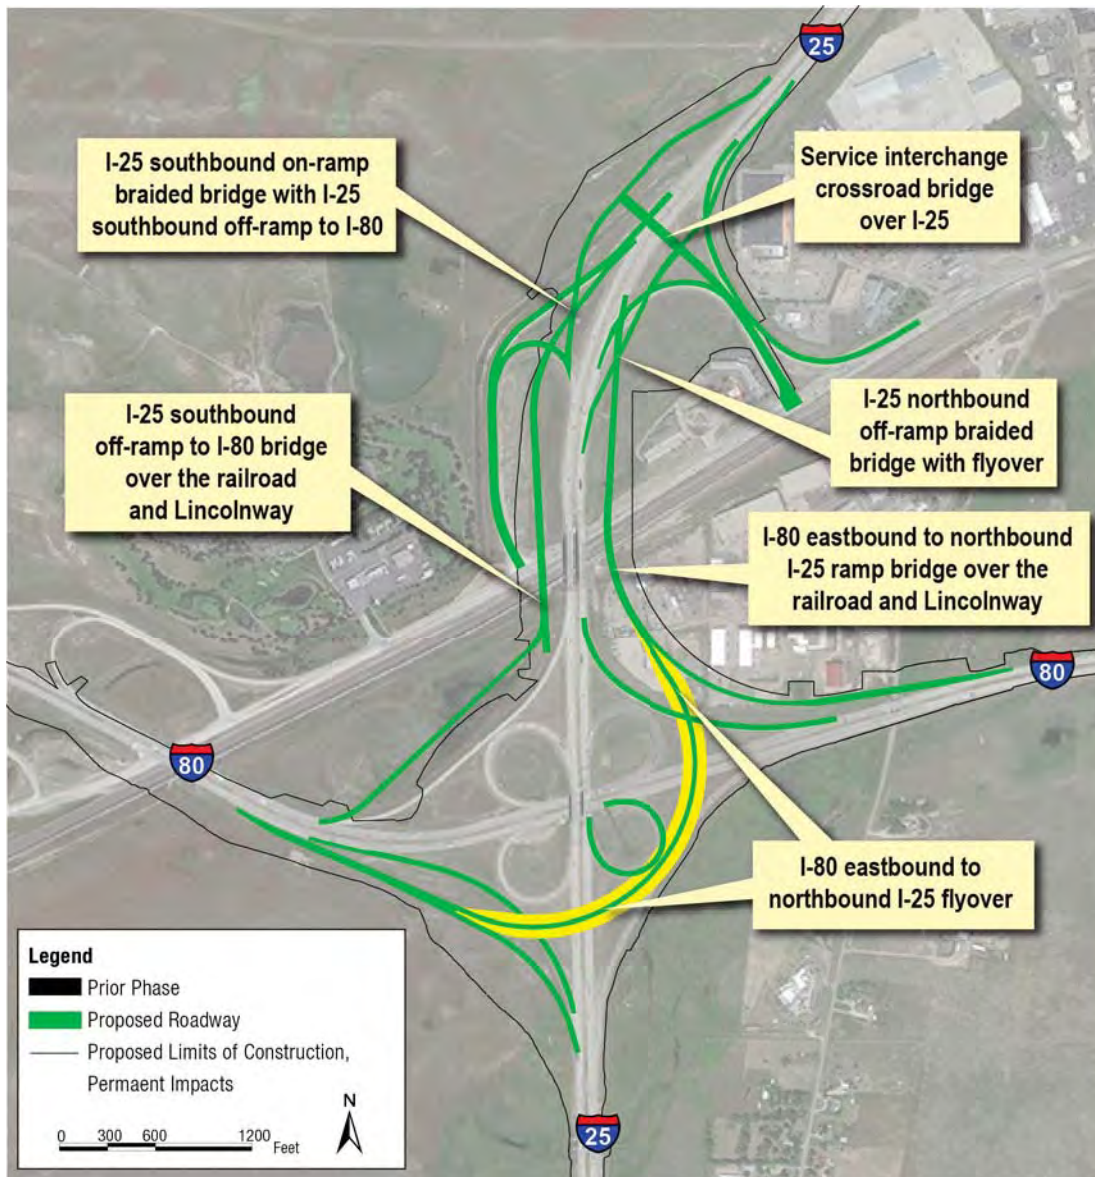 25
I-25 southbound on-ramp
braided bridge with I-25
southbound off-ramp to I-80
Service interchange
crossroad bridge
over I-25
I-25 southbound
off-ramp to I-80 bridge
over the railroad
and Lincolnway
I-25 northbound
off-ramp braided
bridge with flyover
I-80 eastbound to northbound
I-25 ramp bridge over the
railroad and Lincolnway
80
80
I-80 eastbound to
northbound I-25 flyover
Legend
Prior Phase
Proposed Roadway
Proposed Limits of Construction,
Permaent Impacts
N
0 300 600 1200
Feet
25